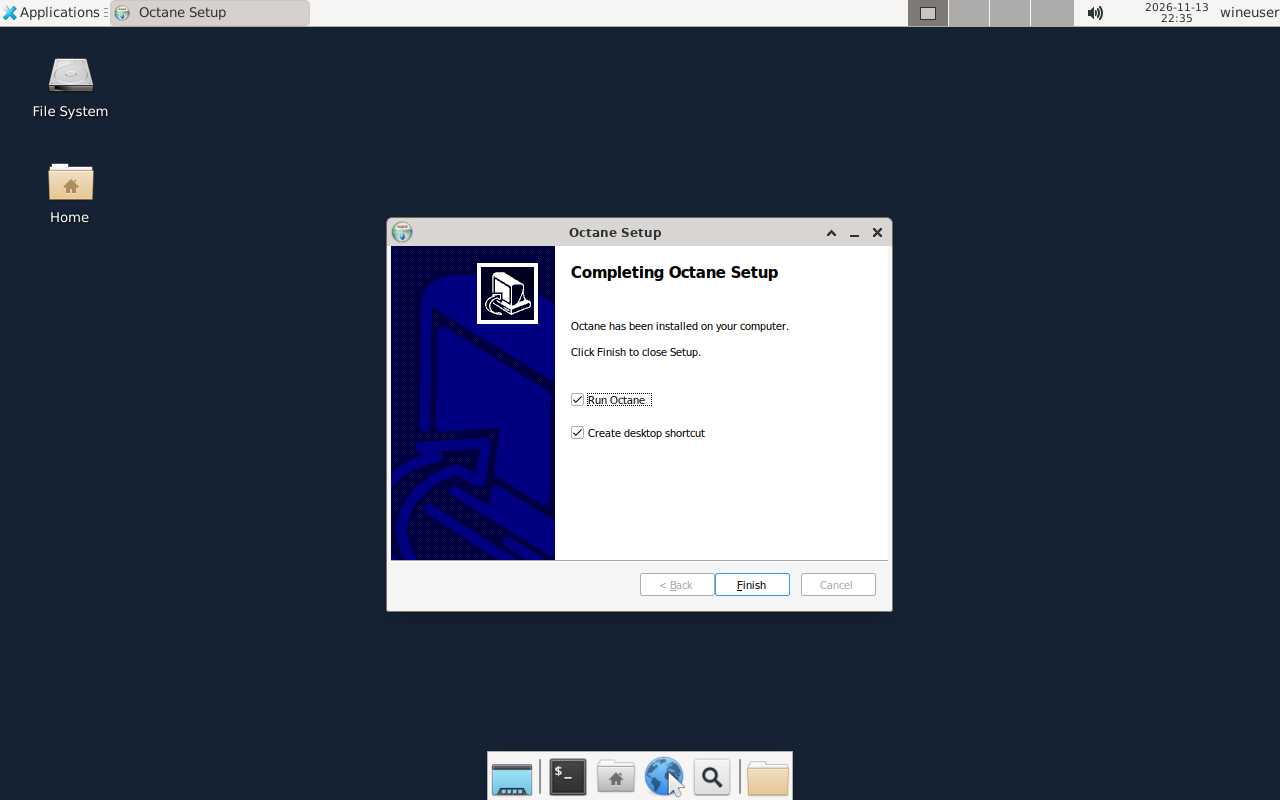 Applications
Octane Setup
2026-11-13
22:35
wineuser
File System
Home
Octane Setup
Completing Octane Setup
Octane has been installed on your computer.
Click Finish to close Setup.
Run Octane
Create desktop shortcut
< Back
Finish
Cancel
$_